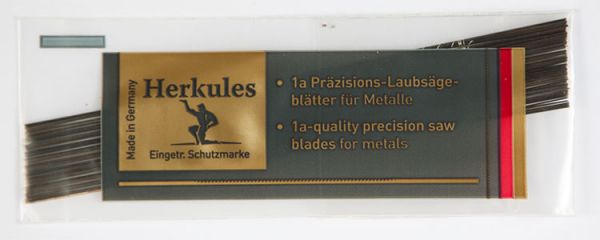 Made in Germany
Herkules
Eingetr. Schutzmarke
• 1a Präzisions-Laubsäge-
blätter für Metalle
• 1a-quality precision saw
blades for metals